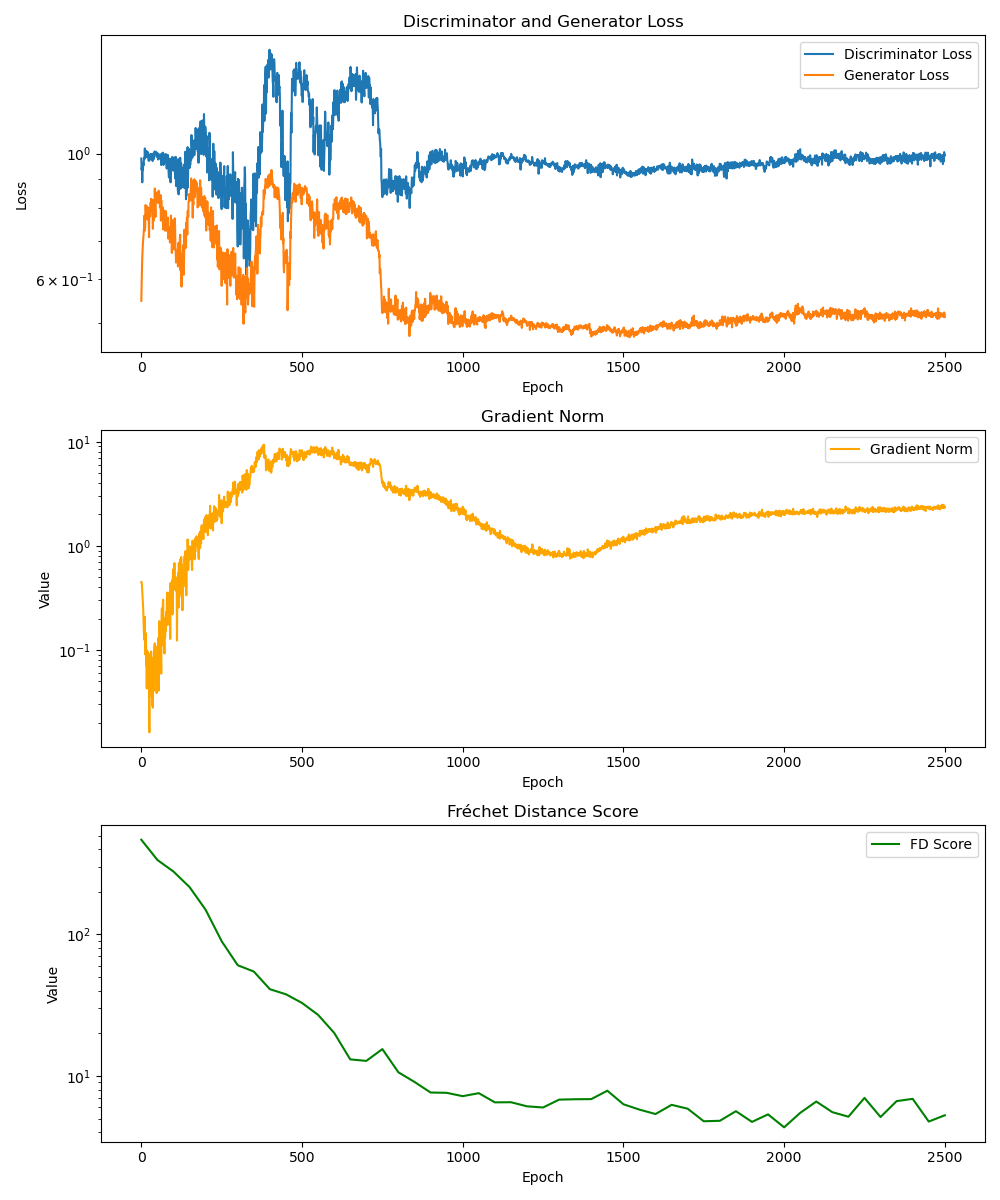 Discriminator and Generator Loss
Discriminator Loss
Generator Loss
10⁰
6 × 10⁻¹
Loss
0 500 1000 1500 2000 2500
Epoch
Gradient Norm
Gradient Norm
10¹
10⁰
10⁻¹
Value
0 500 1000 1500 2000 2500
Epoch
Fréchet Distance Score
FD Score
10²
10¹
Value
0 500 1000 1500 2000 2500
Epoch